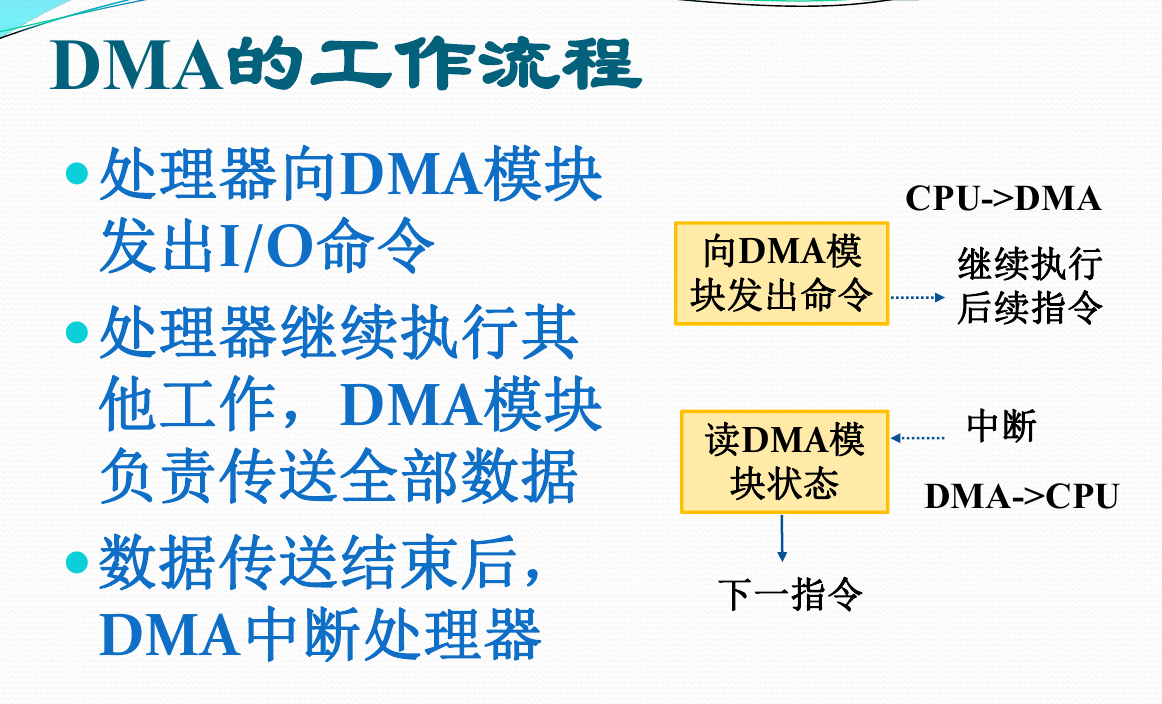 DMA的工作流程
处理器向DMA模块
发出I/O命令
处理器继续执行其
他工作，DMA模块
负责传送全部数据
数据传送结束后，
DMA中断处理器
CPU->DMA
向DMA模
块发出命令
继续执行
后续指令
读DMA模
块状态
中断
DMA->CPU
下一指令